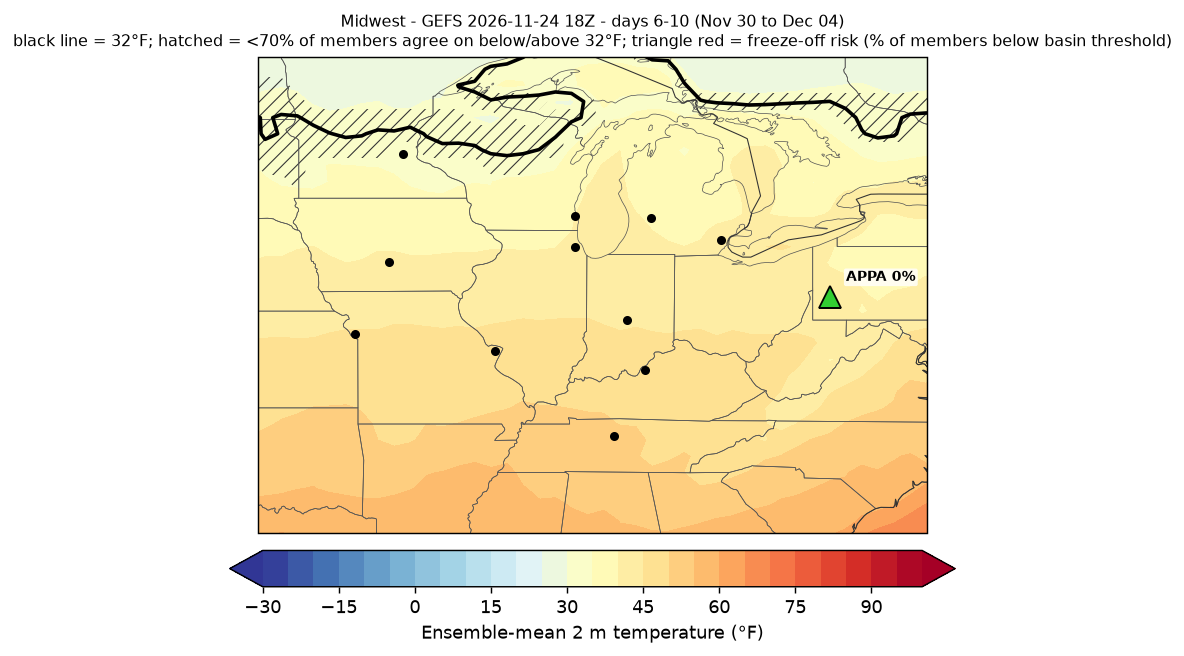 Midwest - GEFS 2026-11-24 18Z - days 6-10 (Nov 30 to Dec 04)
black line = 32°F; hatched = <70% of members agree on below/above 32°F; triangle red = freeze-off risk (% of members below basin threshold)
APPA 0%
−30 −15 0 15 30 45 60 75 90
Ensemble-mean 2 m temperature (°F)